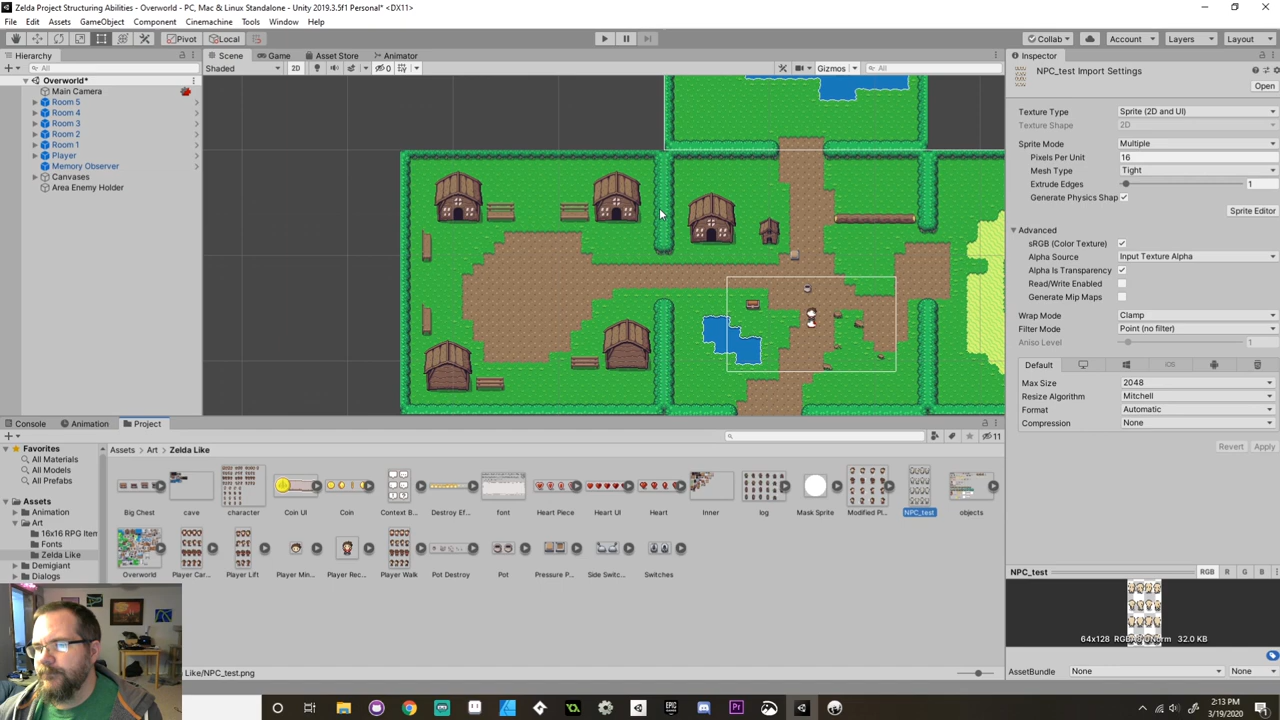 Zelda Project Structuring Abilities - Overworld - PC, Mac & Linux Standalone - Unity 2019.3.5f1 Personal* <DX11>
File Edit Assets GameObject Component Cinemachine Tools Window Help
Pivot Local Collab Account Layers Layout
Hierarchy Scene Game Asset Store Animator Inspector
All Shaded 2D 0 Gizmos All
Overworld*
Main Camera
Room 5
Room 4
Room 3
Room 2
Room 1
Player
Memory Observer
Canvases
Area Enemy Holder
NPC_test Import Settings
Open
Texture Type Sprite (2D and UI)
Texture Shape 2D
Sprite Mode Multiple
Pixels Per Unit 16
Mesh Type Tight
Extrude Edges 1
Generate Physics Shap
Sprite Editor
Advanced
sRGB (Color Texture)
Alpha Source Input Texture Alpha
Alpha Is Transparency
Read/Write Enabled
Generate Mip Maps
Wrap Mode Clamp
Filter Mode Point (no filter)
Aniso Level 1
Default
Max Size 2048
Resize Algorithm Mitchell
Format Automatic
Compression None
Revert Apply
Console Animation Project
11
Favorites
All Materials
All Models
All Prefabs
Assets
Animation
Art
16x16 RPG Iten
Fonts
Zelda Like
Demigiant
Dialogs
Assets > Art > Zelda Like
Big Chest cave character Coin UI Coin Context B... Destroy Ef... font Heart Piece Heart UI Heart Inner log Mask Sprite Modified Pl... NPC_test objects
Overworld Player Car... Player Lift Player Min... Player Rec... Player Walk Pot Destroy Pot Pressure P... Side Switc... Switches
Like/NPC_test.png
NPC_test RGB R G B
64x128 RGBA8 UNorm 32.0 KB
AssetBundle None None
2:13 PM
3/19/2020